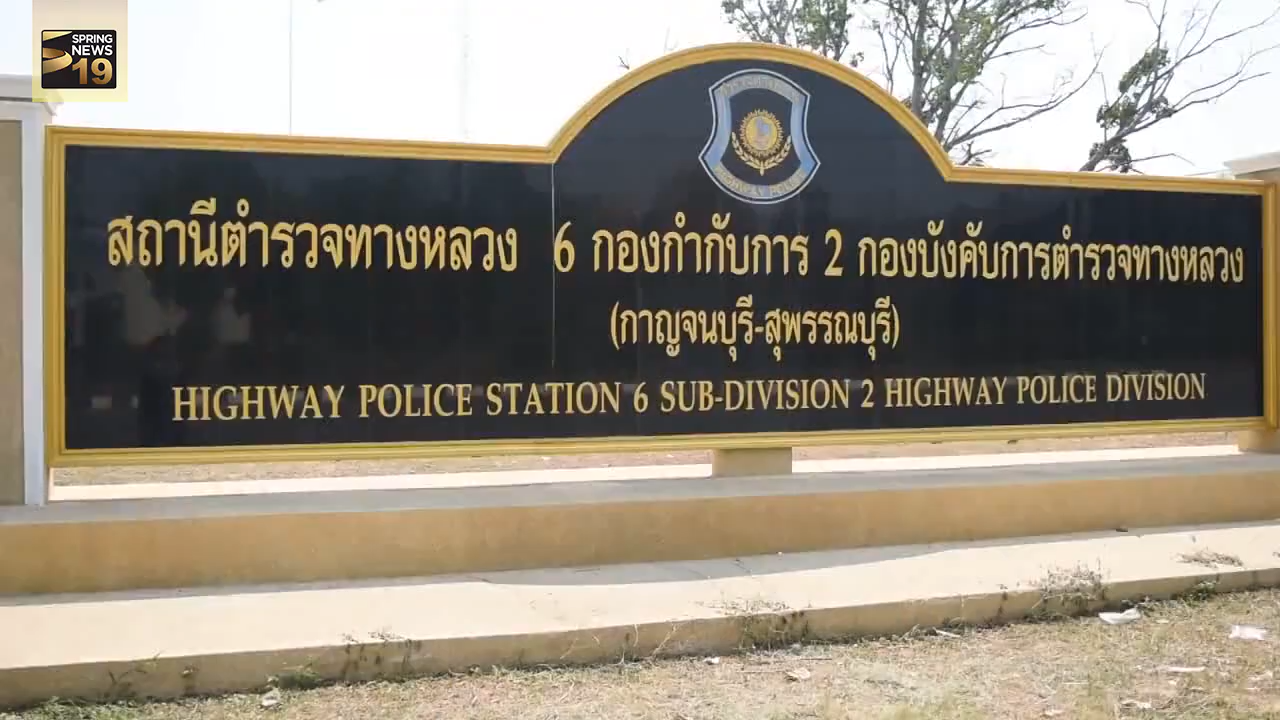 SPRING
NEWS
19
HIGHWAY POLICE
สถานีตำรวจทางหลวง 6 กองกำกับการ 2 กองบังคับการตำรวจทางหลวง
(กาญจนบุรี-สุพรรณบุรี)
HIGHWAY POLICE STATION 6 SUB-DIVISION 2 HIGHWAY POLICE DIVISION